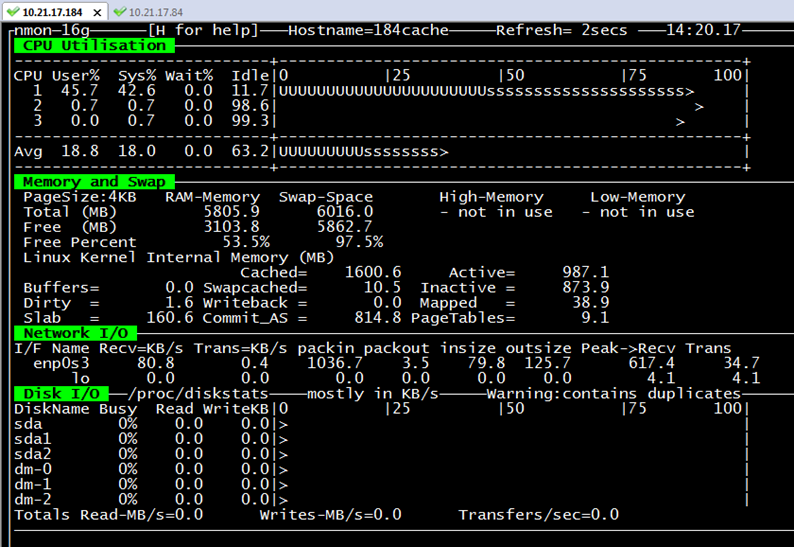 10.21.17.184 × 10.21.17.84
nmon─16g [H for help] Hostname=184cache Refresh= 2secs 14:20.17
CPU Utilisation
---------------------------+-------------------------------------------------+
CPU User% Sys% Wait% Idle|0 |25 |50 |75 100|
1 45.7 42.6 0.0 11.7|UUUUUUUUUUUUUUUUUUUUUUsssssssssssssssssssss>
2 0.7 0.7 0.0 98.6| > |
3 0.0 0.7 0.0 99.3| > |
---------------------------+-------------------------------------------------+
Avg 18.8 18.0 0.0 63.2|UUUUUUUUUssssssss> |
---------------------------+-------------------------------------------------+
Memory and Swap
PageSize:4KB RAM-Memory Swap-Space High-Memory Low-Memory
Total (MB) 5805.9 6016.0 - not in use - not in use
Free (MB) 3103.8 5862.7
Free Percent 53.5% 97.5%
Linux Kernel Internal Memory (MB)
Cached= 1600.6 Active= 987.1
Buffers= 0.0 Swapcached= 10.5 Inactive = 873.9
Dirty = 1.6 Writeback = 0.0 Mapped = 38.9
Slab = 160.6 Commit_AS = 814.8 PageTables= 9.1
Network I/O
I/F Name Recv=KB/s Trans=KB/s packin packout insize outsize Peak->Recv Trans
enp0s3 80.8 0.4 1036.7 3.5 79.8 125.7 617.4 34.7
lo 0.0 0.0 0.0 0.0 0.0 0.0 4.1 4.1
Disk I/O /proc/diskstats mostly in KB/s Warning:contains duplicates
DiskName Busy Read WriteKB|0 |25 |50 |75 100|
sda 0% 0.0 0.0|> |
sda1 0% 0.0 0.0|> |
sda2 0% 0.0 0.0|> |
dm-0 0% 0.0 0.0|> |
dm-1 0% 0.0 0.0|> |
dm-2 0% 0.0 0.0|> |
Totals Read-MB/s=0.0 Writes-MB/s=0.0 Transfers/sec=0.0